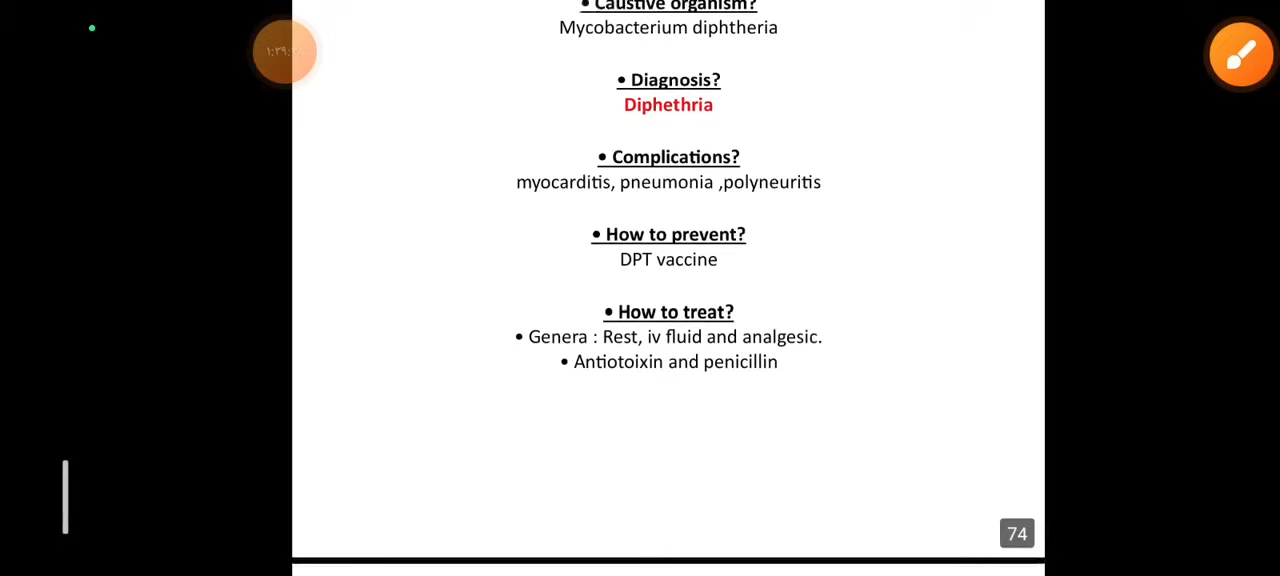 • Caustive organism?
Mycobacterium diphtheria
• Diagnosis?
Diphethria
• Complications?
myocarditis, pneumonia ,polyneuritis
• How to prevent?
DPT vaccine
• How to treat?
• Genera : Rest, iv fluid and analgesic.
• Antiotoixin and penicillin
74